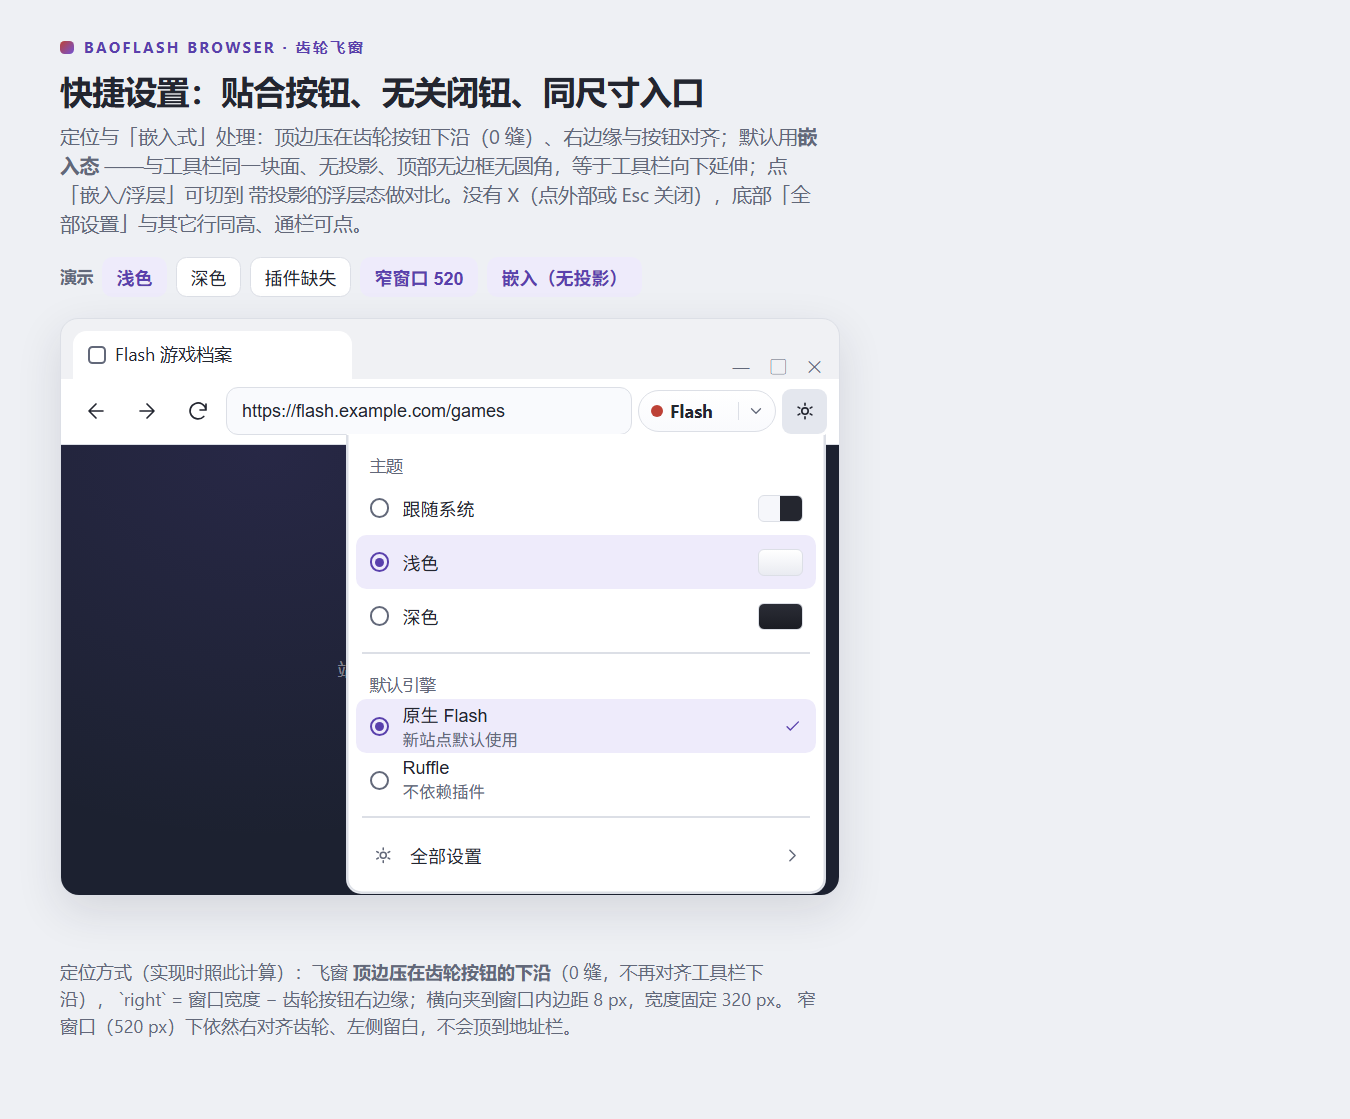 BAOFLASH BROWSER · 齿轮飞窗
快捷设置：贴合按钮、无关闭钮、同尺寸入口
定位与「嵌入式」处理：顶边压在齿轮按钮下沿（0 缝）、右边缘与按钮对齐；默认用嵌
入态 ——与工具栏同一块面、无投影、顶部无边框无圆角，等于工具栏向下延伸；点
「嵌入/浮层」可切到 带投影的浮层态做对比。没有 X（点外部或 Esc 关闭），底部「全
部设置」与其它行同高、通栏可点。
演示 浅色 深色 插件缺失 窄窗口 520 嵌入（无投影）
Flash 游戏档案
https://flash.example.com/games
Flash
主题
跟随系统
浅色
深色
默认引擎
原生 Flash
新站点默认使用
Ruffle
不依赖插件
全部设置
定位方式（实现时照此计算）：飞窗 顶边压在齿轮按钮的下沿（0 缝，不再对齐工具栏下
沿），`right` = 窗口宽度 − 齿轮按钮右边缘；横向夹到窗口内边距 8 px，宽度固定 320 px。 窄
窗口（520 px）下依然右对齐齿轮、左侧留白，不会顶到地址栏。